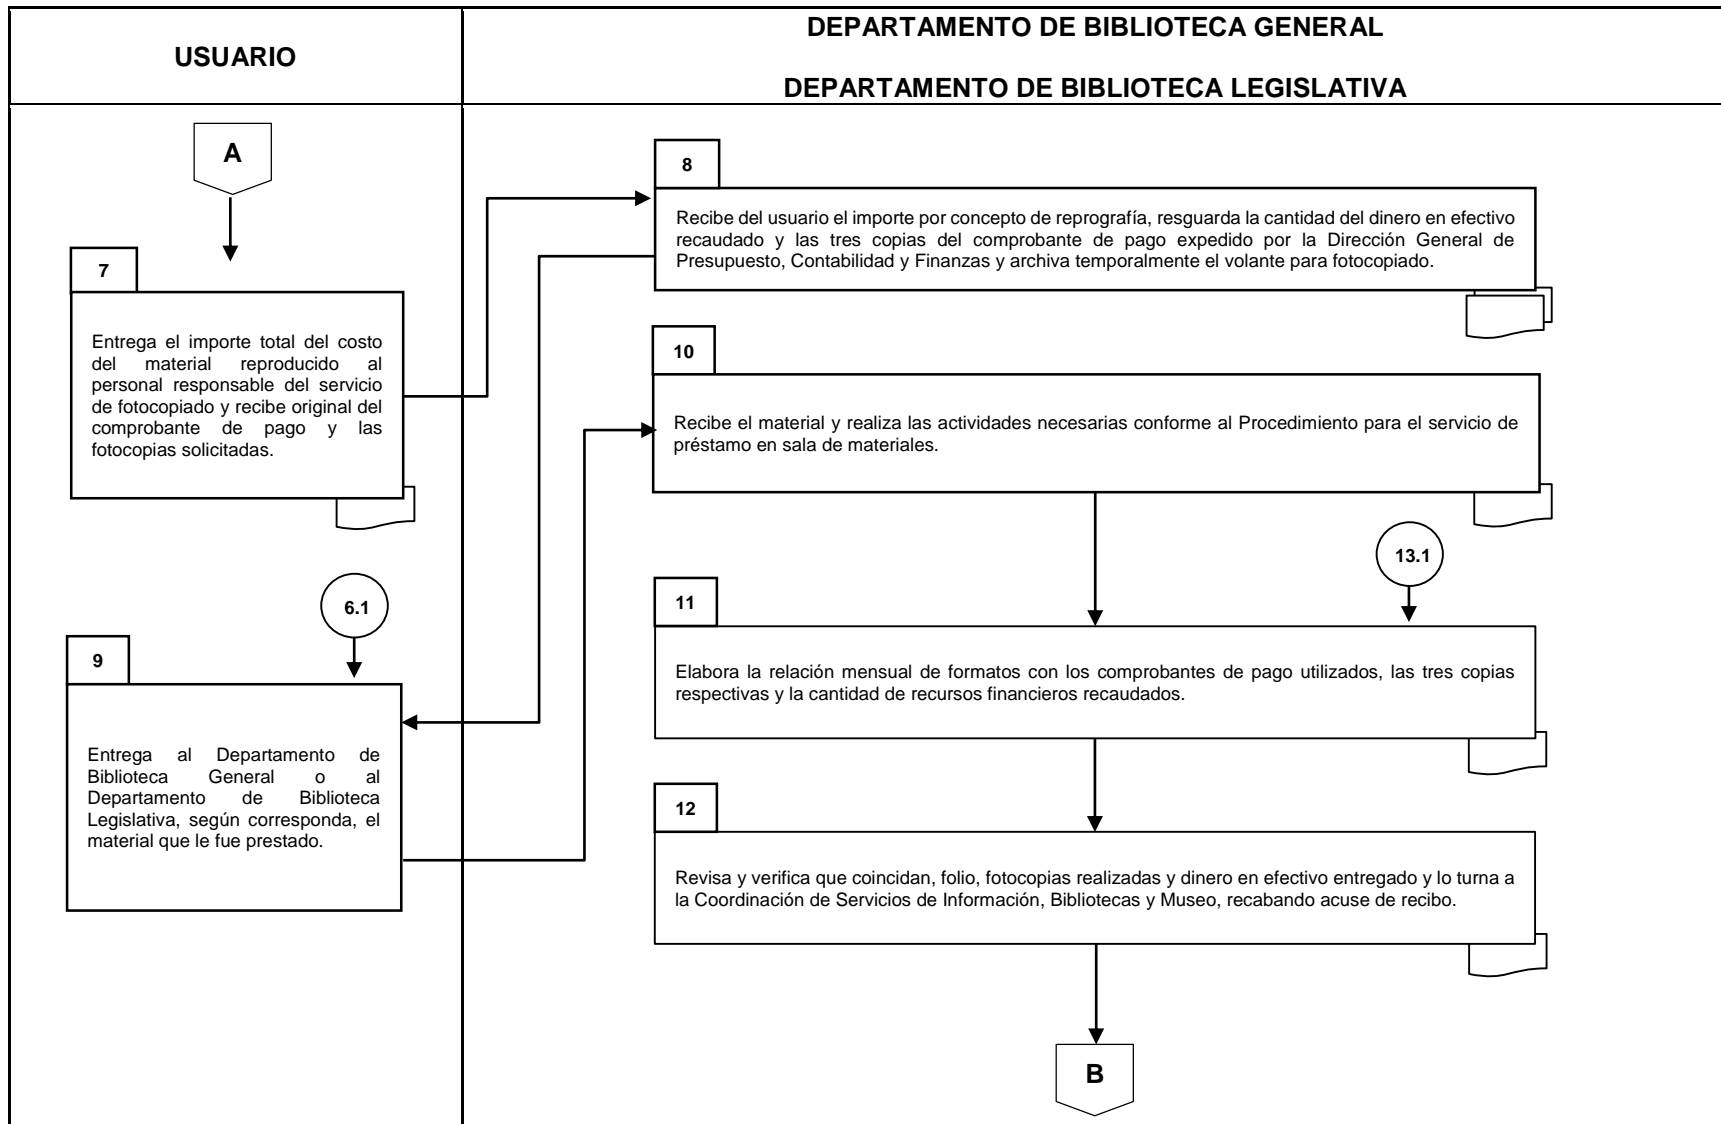 USUARIO
DEPARTAMENTO DE BIBLIOTECA GENERAL
DEPARTAMENTO DE BIBLIOTECA LEGISLATIVA
A
7
Entrega el importe total del costo
del material reproducido al
personal responsable del servicio
de fotocopiado y recibe original del
comprobante de pago y las
fotocopias solicitadas.
8
Recibe del usuario el importe por concepto de reprografía, resguarda la cantidad del dinero en efectivo
recaudado y las tres copias del comprobante de pago expedido por la Dirección General de
Presupuesto, Contabilidad y Finanzas y archiva temporalmente el volante para fotocopiado.
6.1
9
Entrega al Departamento de
Biblioteca General o al
Departamento de Biblioteca
Legislativa, según corresponda, el
material que le fue prestado.
10
Recibe el material y realiza las actividades necesarias conforme al Procedimiento para el servicio de
préstamo en sala de materiales.
13.1
11
Elabora la relación mensual de formatos con los comprobantes de pago utilizados, las tres copias
respectivas y la cantidad de recursos financieros recaudados.
12
Revisa y verifica que coincidan, folio, fotocopias realizadas y dinero en efectivo entregado y lo turna a
la Coordinación de Servicios de Información, Bibliotecas y Museo, recabando acuse de recibo.
B